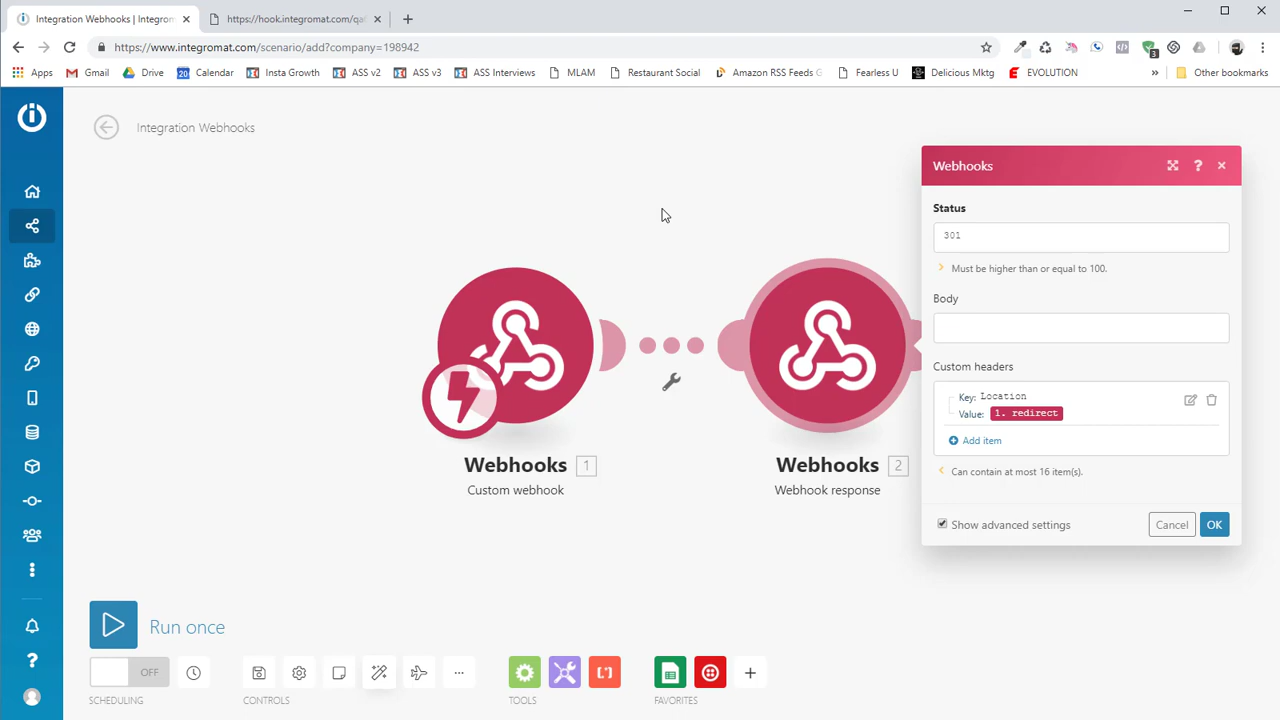 Integration Webhooks | Integrom
https://hook.integromat.com/qa
https://www.integromat.com/scenario/add?company=198942
3
Apps
Gmail
Drive
20
Calendar
Insta Growth
ASS v2
ASS v3
ASS Interviews
MLAM
Restaurant Social
Amazon RSS Feeds G
Fearless U
Delicious Mktg
EVOLUTION
»
Other bookmarks
Integration Webhooks
Webhooks
Status
301
Must be higher than or equal to 100.
Body
Custom headers
Key: Location
Value: 1. redirect
Add item
Can contain at most 16 item(s).
Show advanced settings
Cancel
OK
Webhooks 1
Custom webhook
Webhooks 2
Webhook response
Run once
OFF
SCHEDULING
CONTROLS
TOOLS
FAVORITES